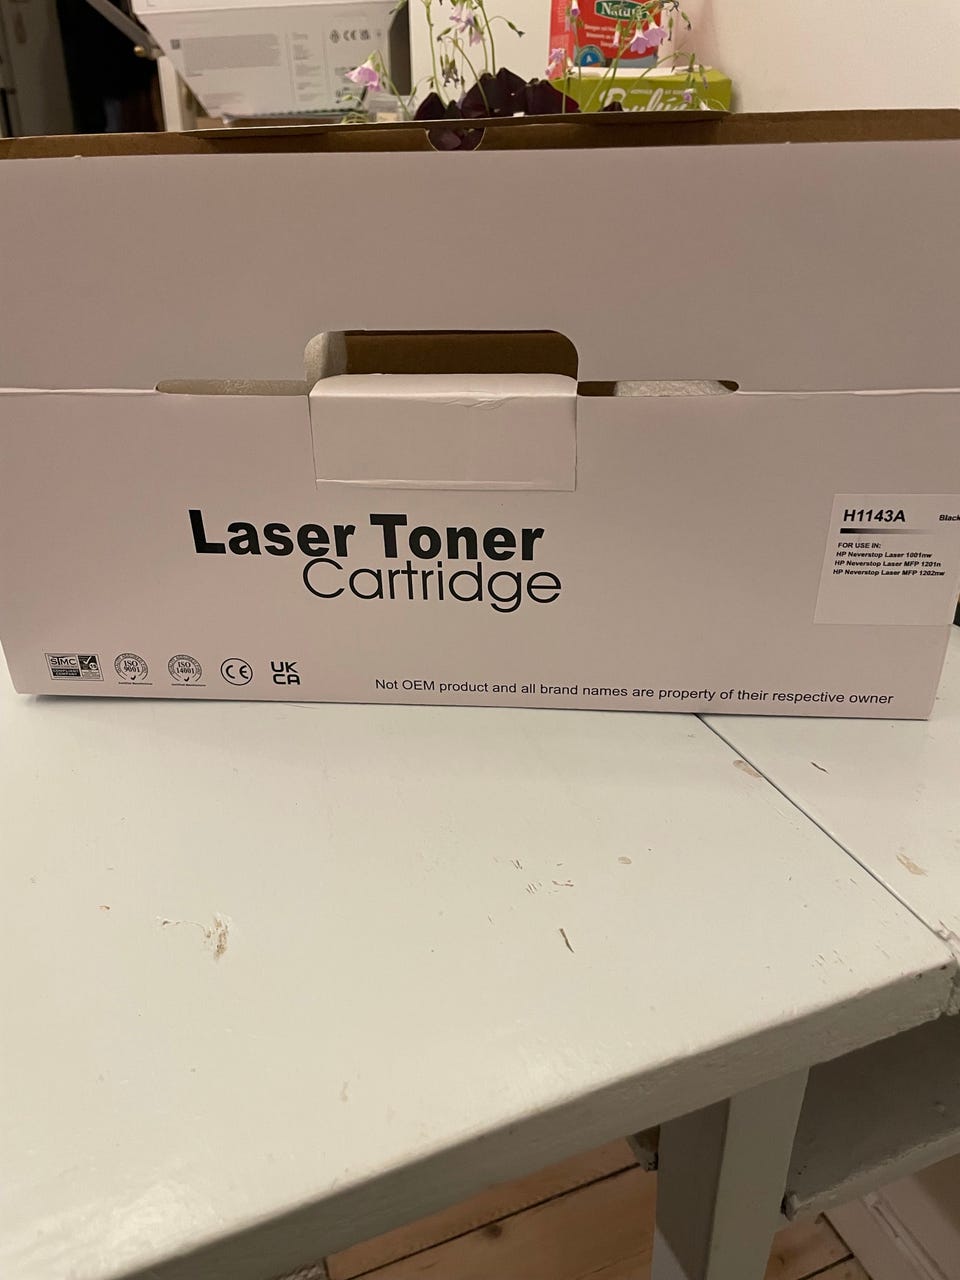 Natur
Laser Toner
Cartridge
H1143A Black
FOR USE IN:
HP Neverstop Laser 1001nw
HP Neverstop Laser MFP 1201n
HP Neverstop Laser MFP 1202nw
STMC
ISO
9001
ISO
14001
CE
UK
CA
Not OEM product and all brand names are property of their respective owner